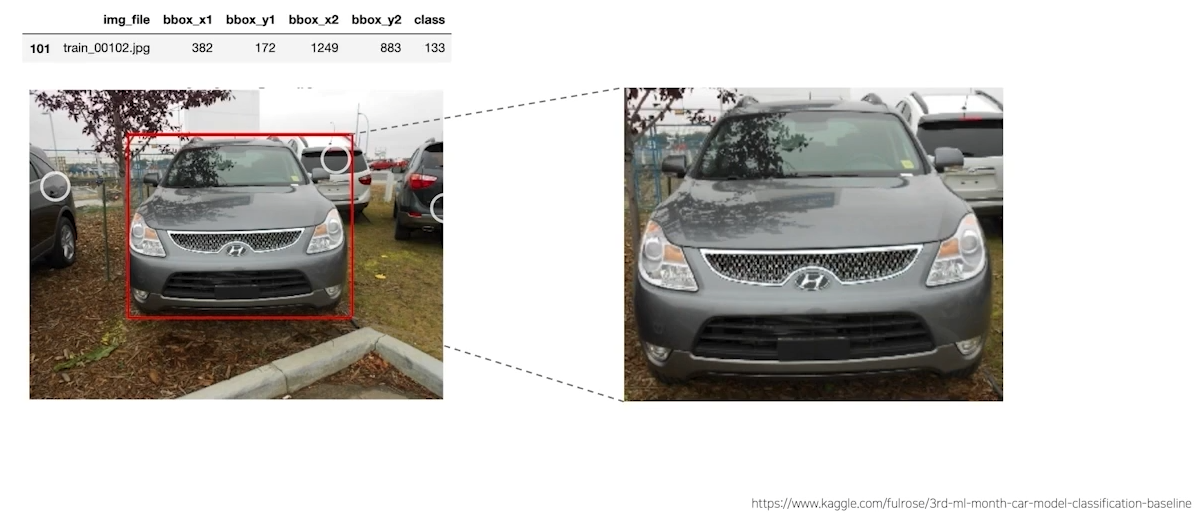 img_file bbox_x1 bbox_y1 bbox_x2 bbox_y2 class
101 train_00102.jpg 382 172 1249 883 133
https://www.kaggle.com/fulrose/3rd-ml-month-car-model-classification-baseline